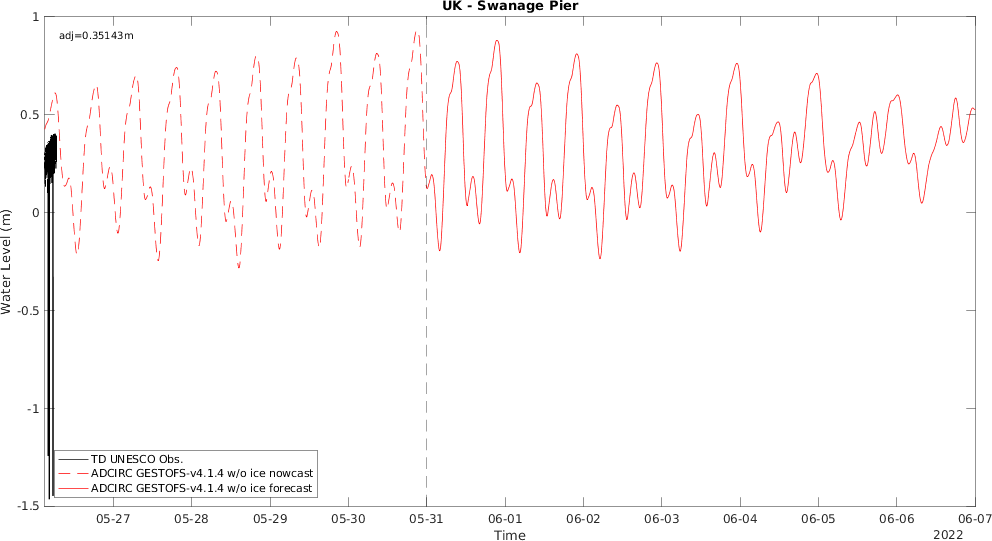 UK - Swanage Pier
adj=0.35143m
Water Level (m)
1
0.5
0
-0.5
-1
-1.5
TD UNESCO Obs.
ADCIRC GESTOFS-v4.1.4 w/o ice nowcast
ADCIRC GESTOFS-v4.1.4 w/o ice forecast
05-27 05-28 05-29 05-30 05-31 06-01 06-02 06-03 06-04 06-05 06-06 06-07
Time
2022